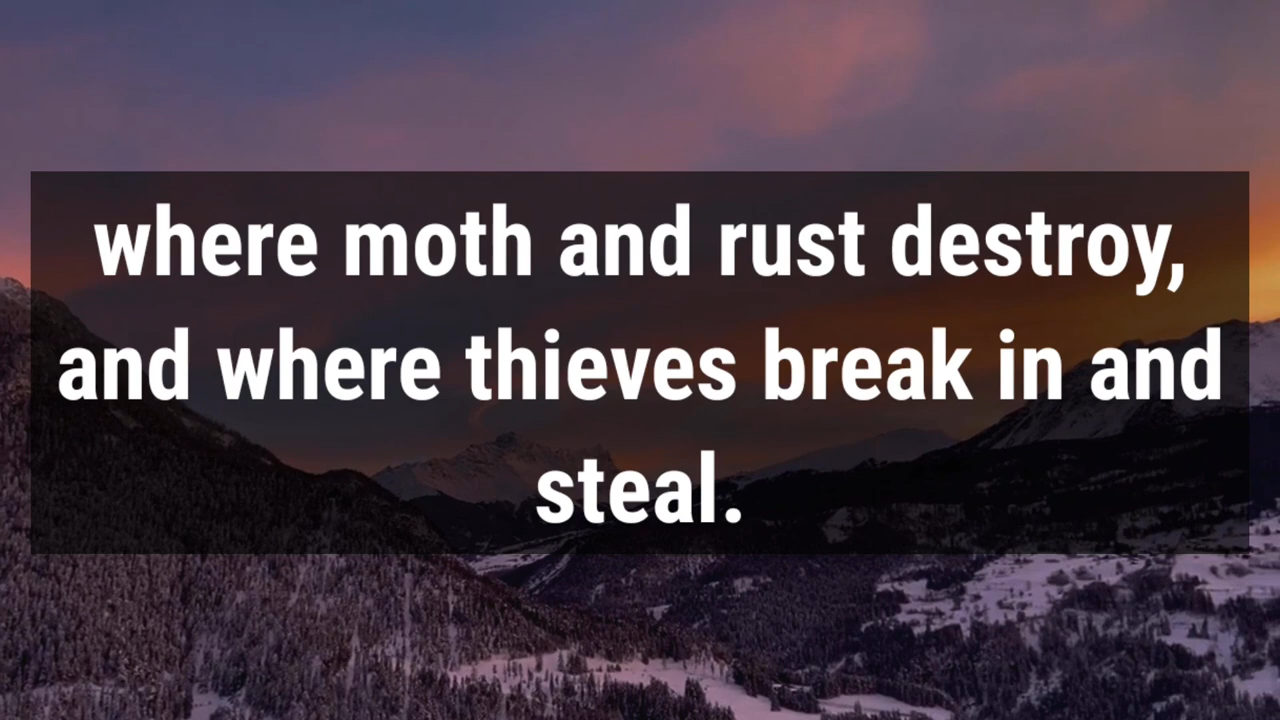 where moth and rust destroy,
and where thieves break in and
steal.